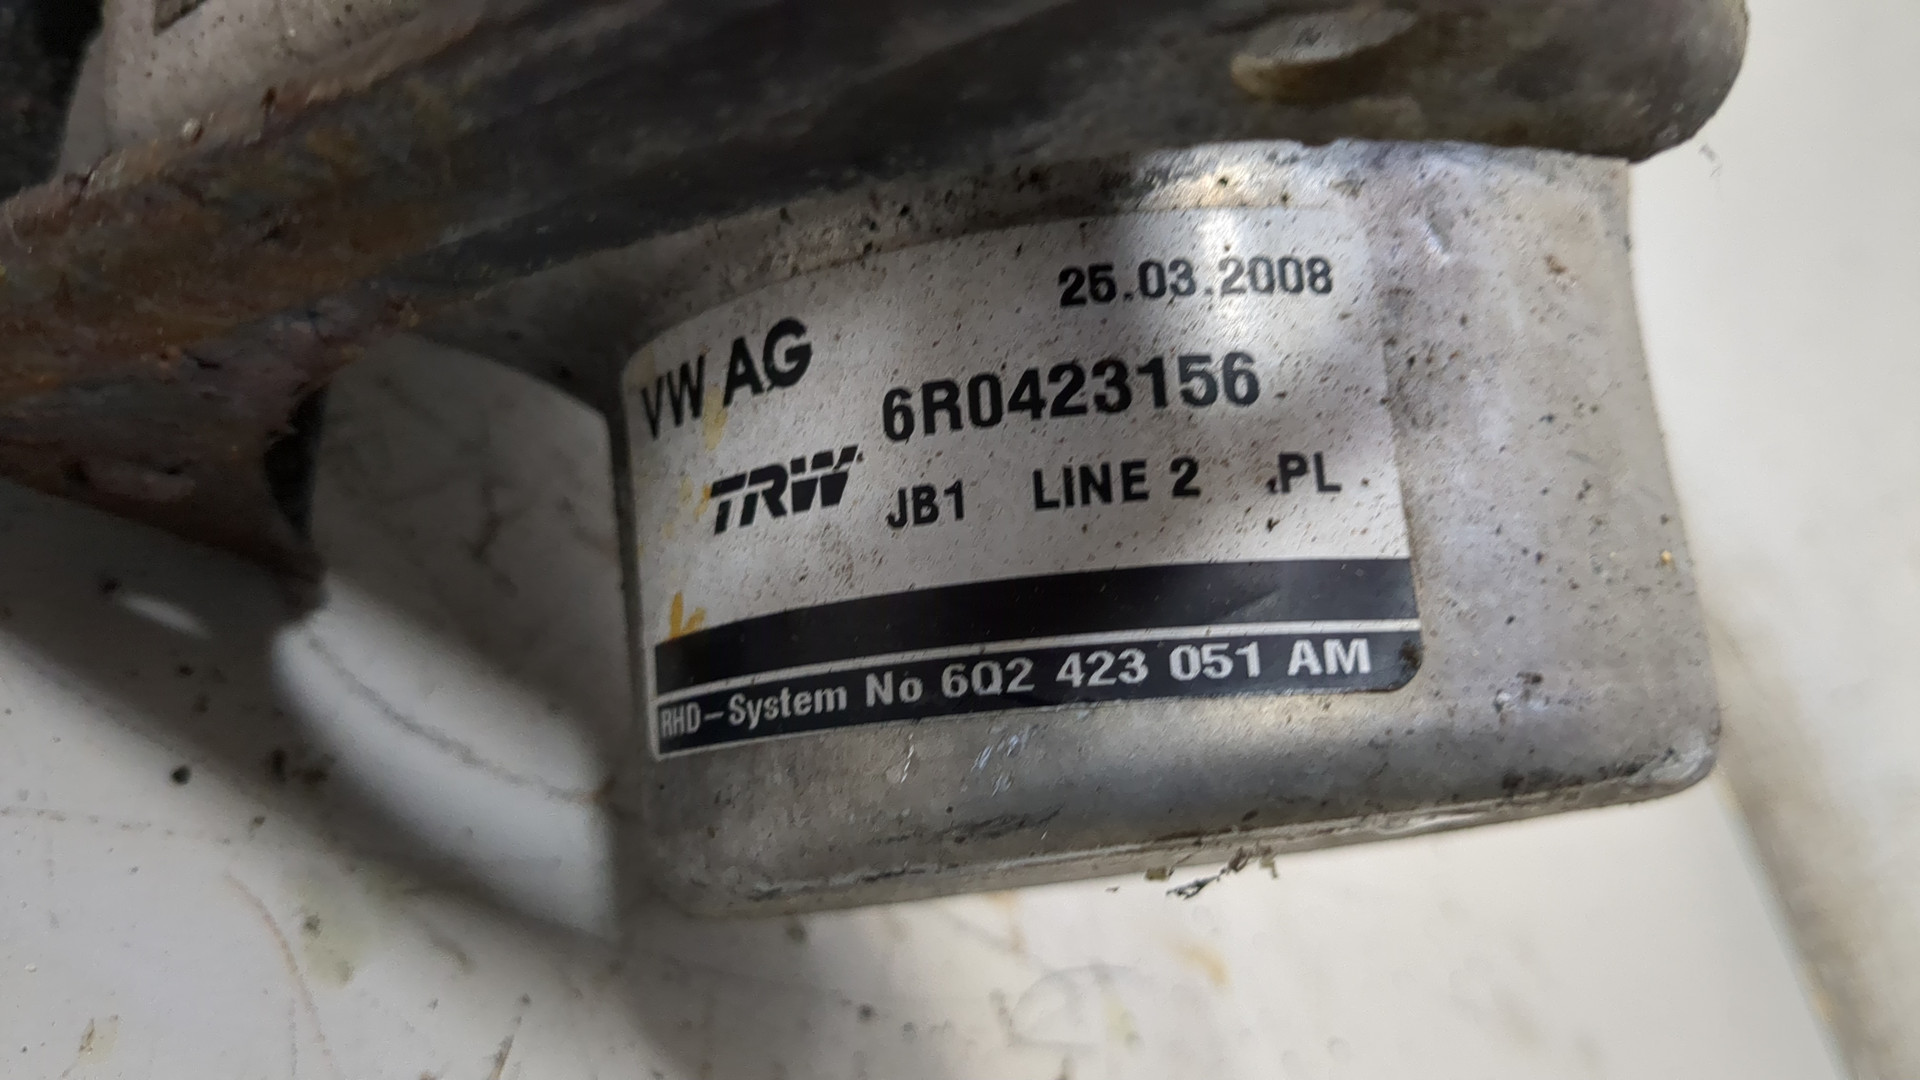 25.03.2008
VW AG
6R0423156
TRW JB1 LINE 2 PL
RHD-System No 6Q2 423 051 AM